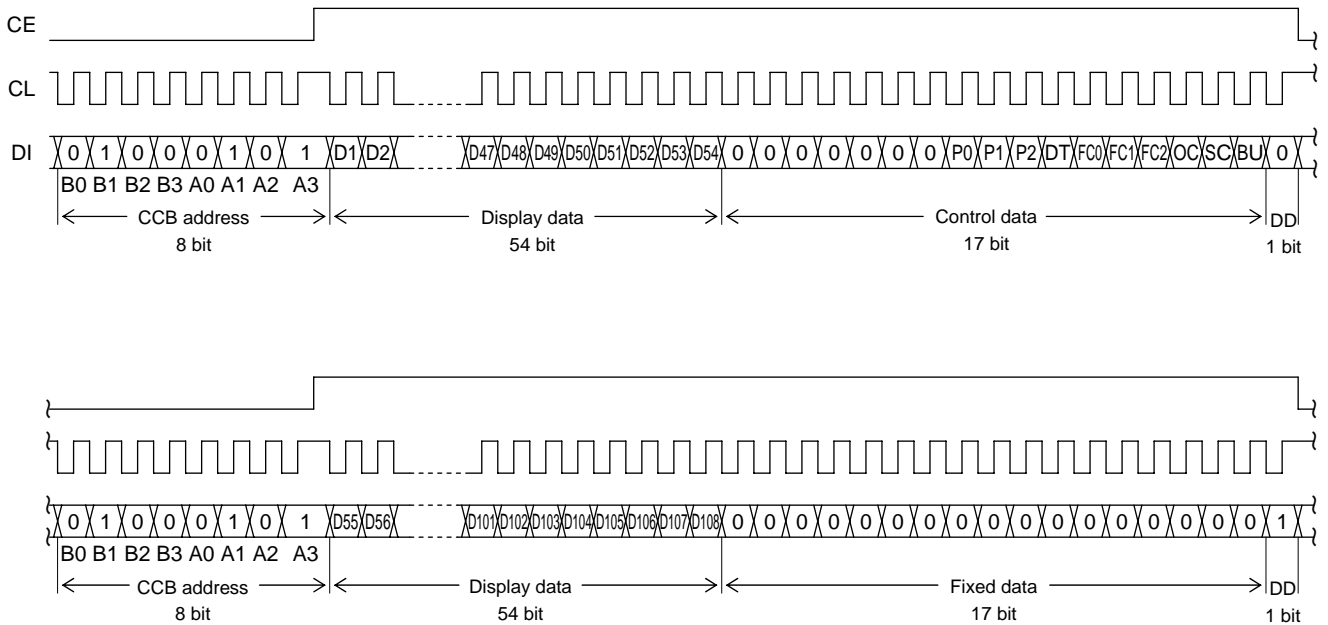 CE
CL
DI 0 1 0 0 0 1 0 1 D1 D2 D47 D48 D49 D50 D51 D52 D53 D54 0 0 0 0 0 0 0 P0 P1 P2 DT FC0 FC1 FC2 OC SC BU 0
B0 B1 B2 B3 A0 A1 A2 A3
CCB address Display data Control data DD
8 bit 54 bit 17 bit 1 bit
0 1 0 0 0 1 0 1 D55 D56 D101 D102 D103 D104 D105 D106 D107 D108 0 0 0 0 0 0 0 0 0 0 0 0 0 0 0 0 0 1
B0 B1 B2 B3 A0 A1 A2 A3
CCB address Display data Fixed data DD
8 bit 54 bit 17 bit 1 bit